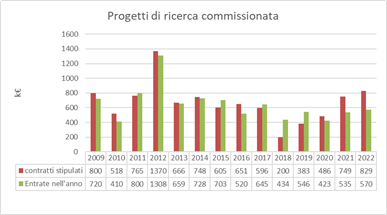 Progetti di ricerca commissionata
k€
1600
1400
1200
1000
800
600
400
200
0
2009 2010 2011 2012 2013 2014 2015 2016 2017 2018 2019 2020 2021 2022
contratti stipulati 800 518 765 1370 666 748 605 651 596 200 383 486 749 829
Entrate nell'anno 720 410 800 1308 659 728 703 520 645 434 546 423 535 570